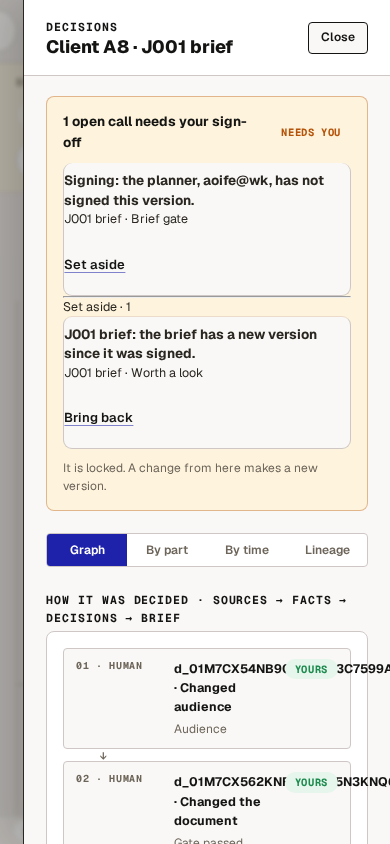 DECISIONS
Client A8 · J001 brief
Close
1 open call needs your sign-
off
NEEDS YOU
Signing: the planner, aoife@wk, has not
signed this version.
J001 brief · Brief gate
Set aside
Set aside · 1
J001 brief: the brief has a new version
since it was signed.
J001 brief · Worth a look
Bring back
It is locked. A change from here makes a new
version.
Graph
By part
By time
Lineage
HOW IT WAS DECIDED · SOURCES → FACTS →
DECISIONS → BRIEF
01 · HUMAN
· Changed
audience
YOURS
Audience
↓
02 · HUMAN
· Changed the
document
YOURS
Gate passed